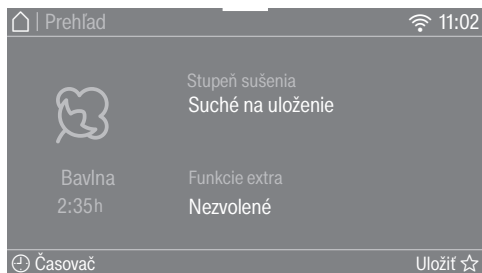 | Prehľad 11:02
Stupeň sušenia
Suché na uloženie
Bavlna
2:35h
Funkcie extra
Nezvolené
Časovač Uložiť